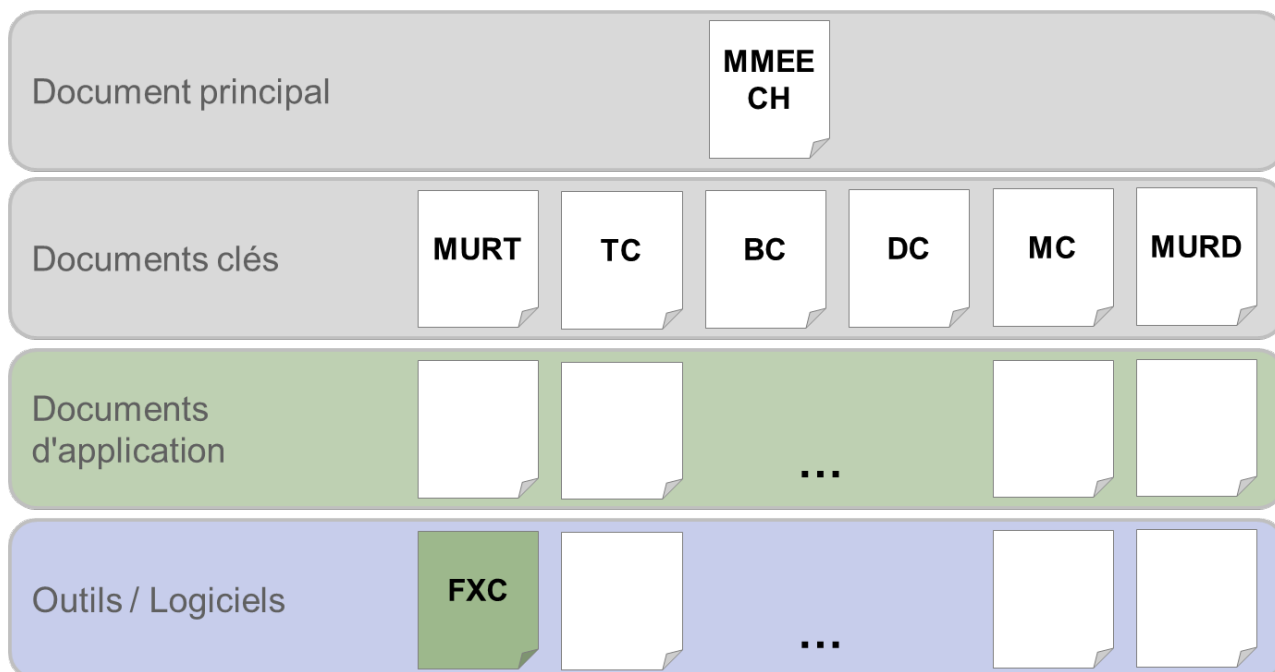 Document principal
MMEE
CH
Documents clés
MURT
TC
BC
DC
MC
MURD
Documents
d'application
...
Outils / Logiciels
FXC
...